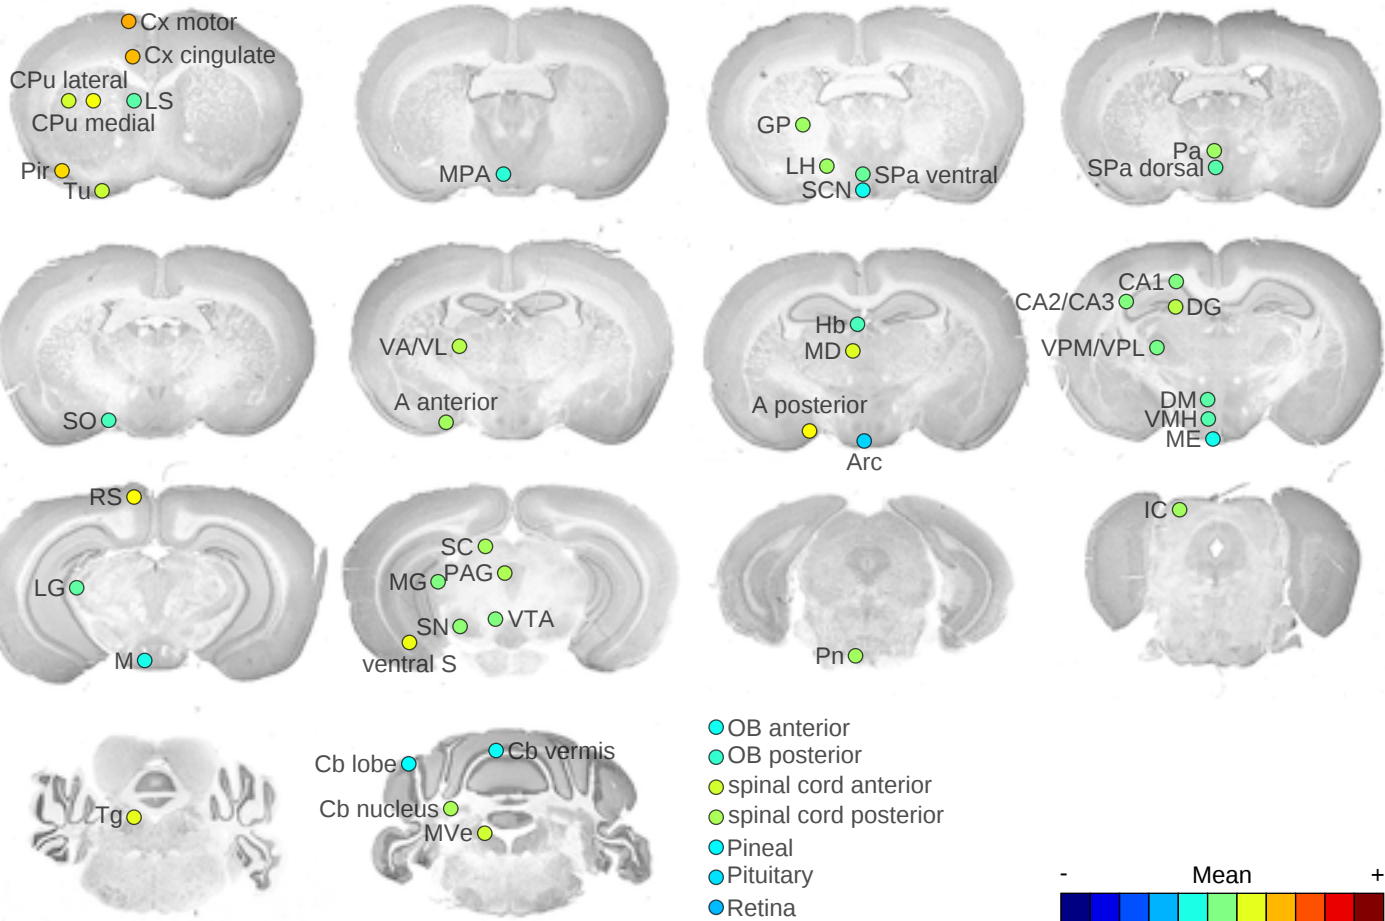 Cx motor
Cx cingulate
CPu lateral
LS
CPu medial
Pir
Tu
MPA
GP
LH
SPa ventral
SCN
Pa
SPa dorsal
SO
VA/VL
A anterior
Hb
MD
A posterior
Arc
CA1
CA2/CA3
DG
VPM/VPL
DM
VMH
ME
RS
LG
M
SC
PAG
MG
VTA
SN
ventral S
Pn
IC
Tg
Cb lobe
Cb vermis
Cb nucleus
MVe
OB anterior
OB posterior
spinal cord anterior
spinal cord posterior
Pineal
Pituitary
Retina
- Mean +